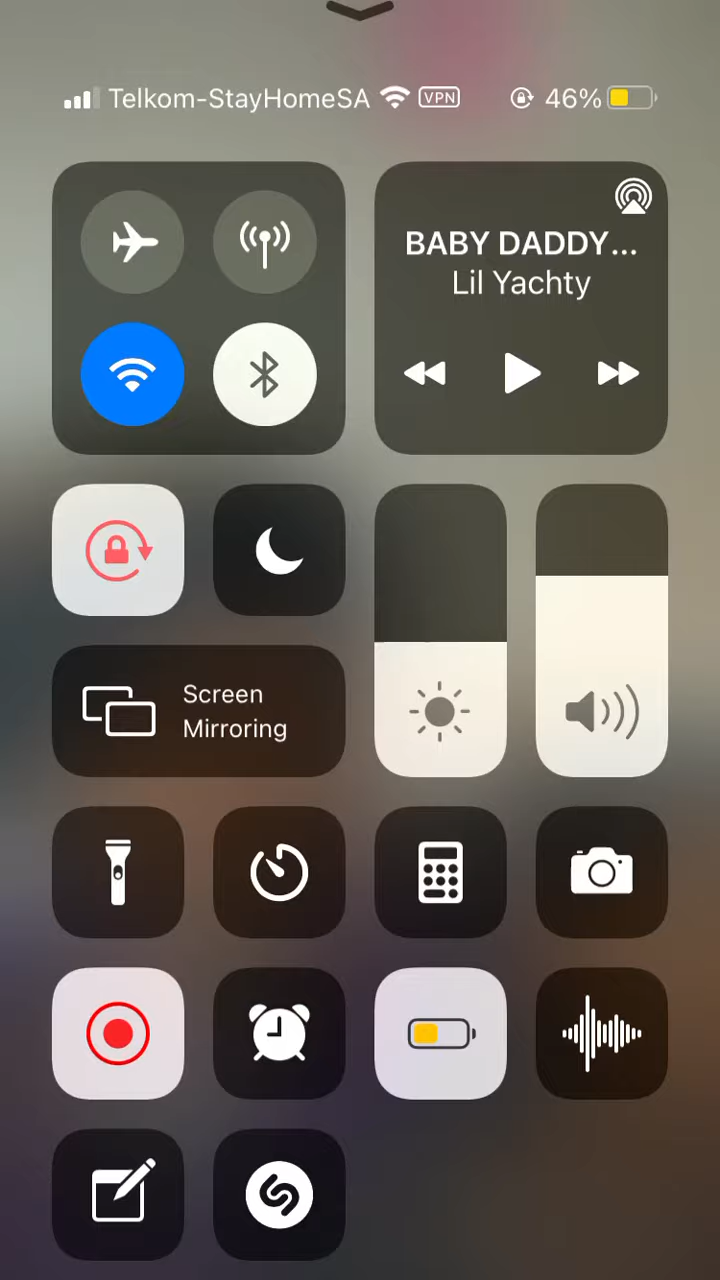 Telkom-StayHomeSA VPN 46%
BABY DADDY...
Lil Yachty
Screen
Mirroring